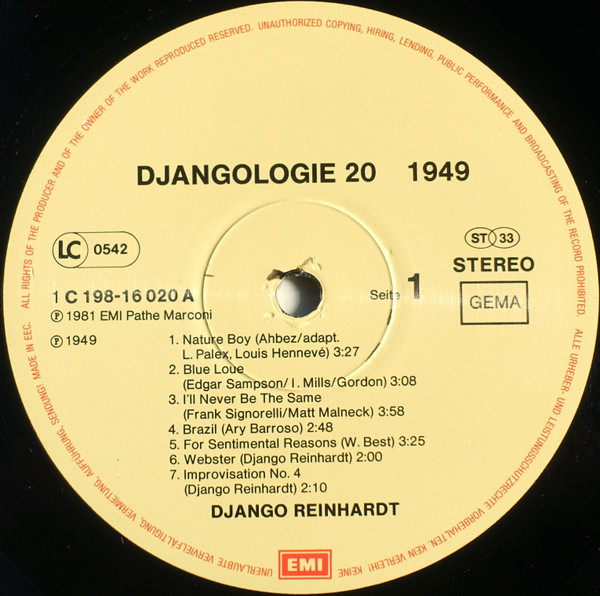 ALL RIGHTS OF THE PRODUCER AND OF THE OWNER OF THE WORK REPRODUCED RESERVED. UNAUTHORIZED COPYING, HIRING, LENDING, PUBLIC PERFORMANCE AND BROADCASTING OF THE RECORD PROHIBITED.
ALLE URHEBER- UND LEISTUNGSSCHUTZRECHTE VORBEHALTEN. KEIN VERLEIH! KEINE UNERLAUBTE VERVIELFÄLTIGUNG, VERMIETUNG, AUFFÜHRUNG, SENDUNG! MADE IN EEC.
DJANGOLOGIE 20 1949
LC 0542
ST 33
STEREO
GEMA
1 C 198-16 020 A
Seite 1
℗ 1981 EMI Pathe Marconi
℗ 1949
1. Nature Boy (Ahbez/adapt.
L. Palex, Louis Hennevé) 3:27
2. Blue Loue
(Edgar Sampson/ I. Mills/Gordon) 3:08
3. I'll Never Be The Same
(Frank Signorelli/Matt Malneck) 3:58
4. Brazil (Ary Barroso) 2:48
5. For Sentimental Reasons (W. Best) 3:25
6. Webster (Django Reinhardt) 2:00
7. Improvisation No. 4
(Django Reinhardt) 2:10
DJANGO REINHARDT
EMI